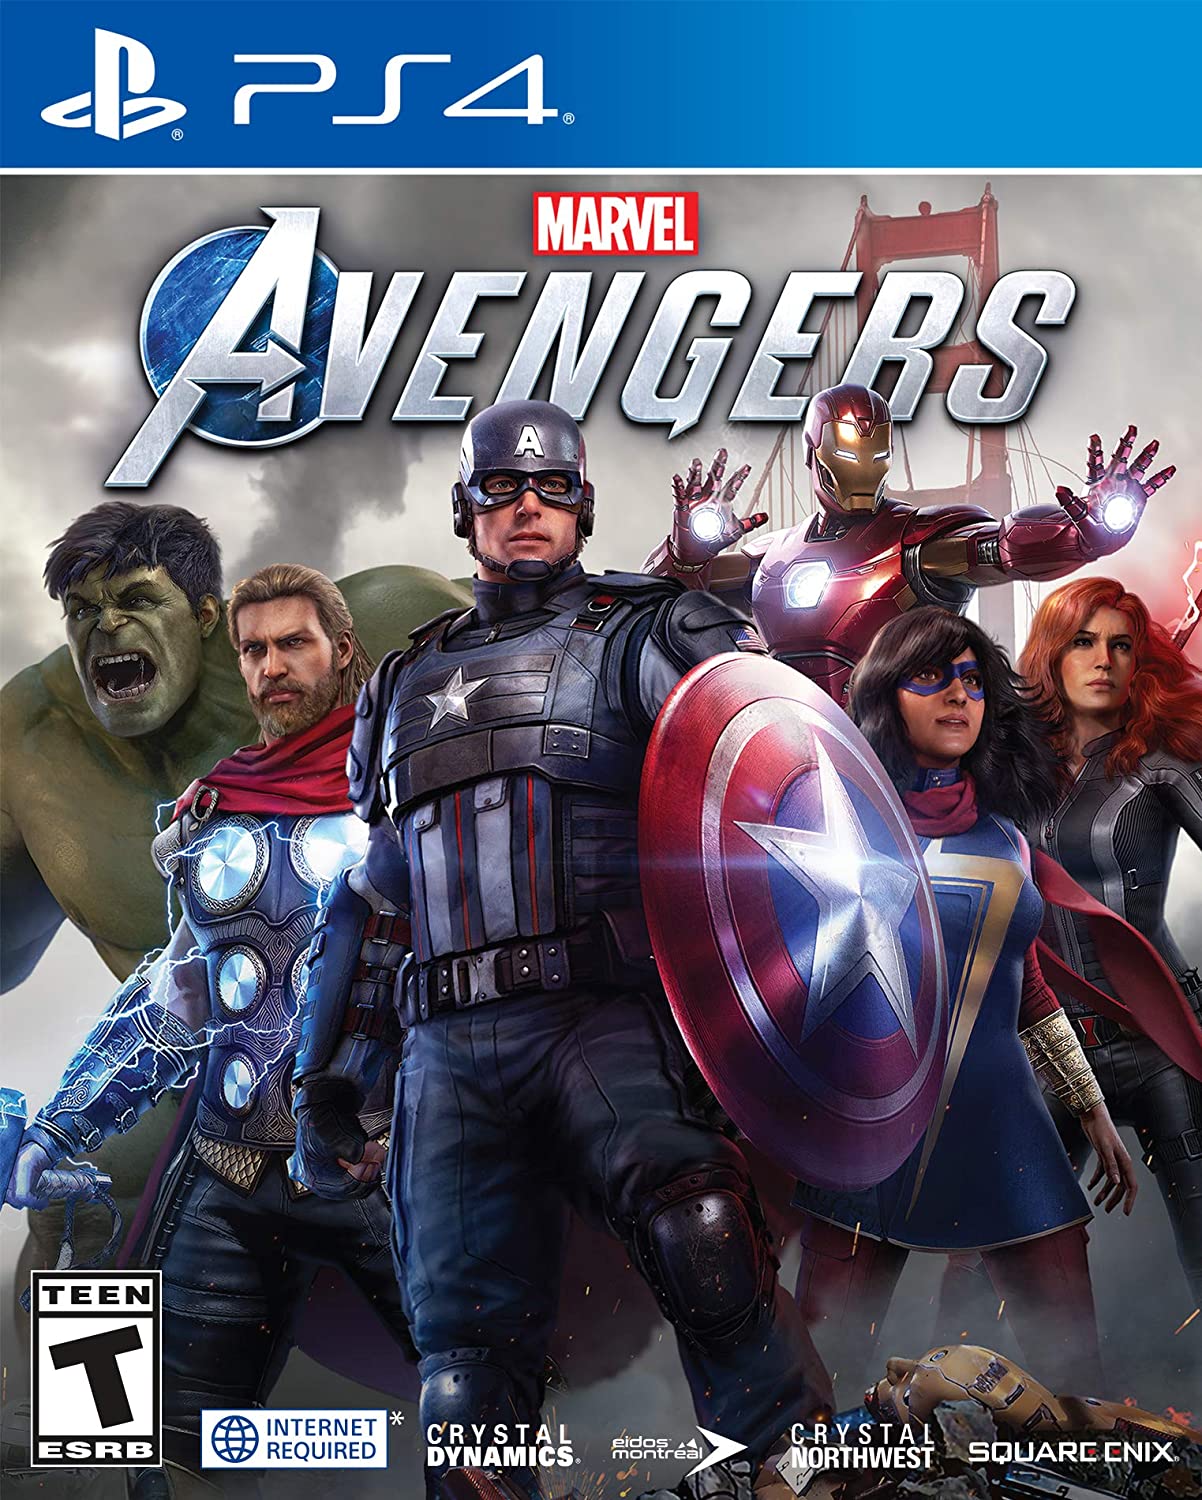 PS4®
MARVEL
AVENGERS
A
TEEN
T
ESRB
INTERNET
REQUIRED
*
CRYSTAL
DYNAMICS®
eidos
montréal
CRYSTAL
NORTHWEST
SQUARE ENIX®